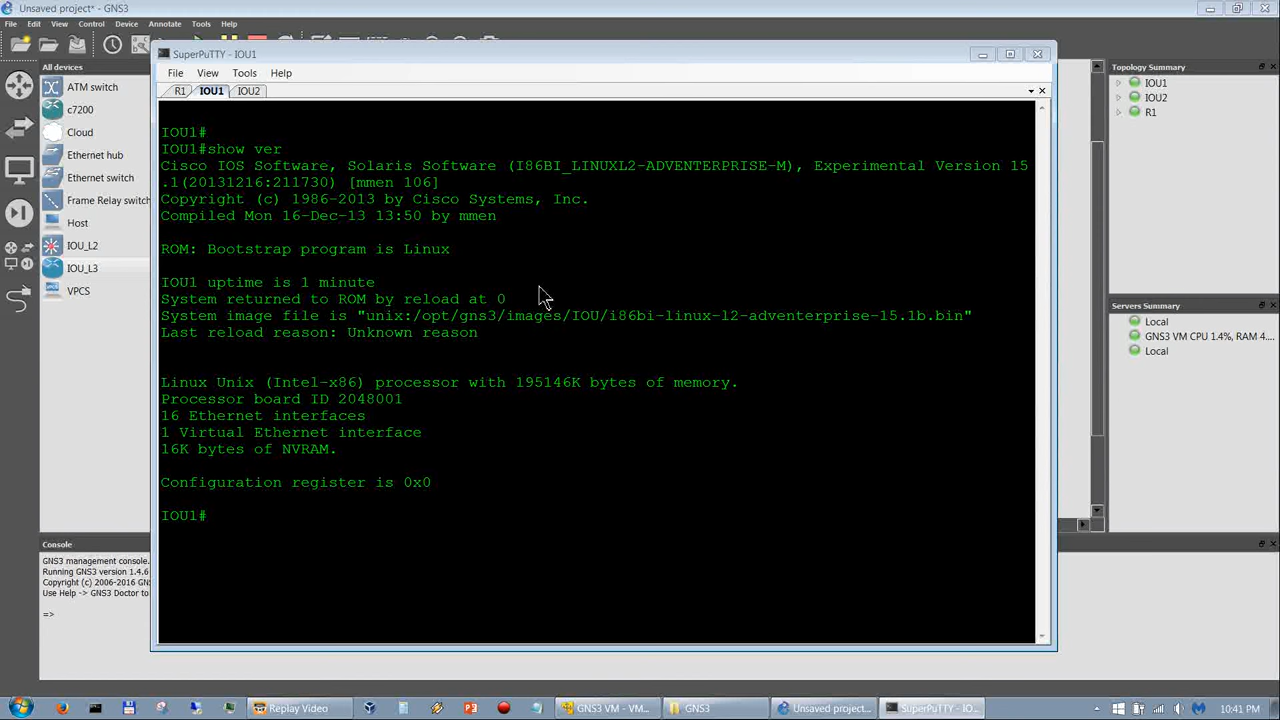 Unsaved project* - GNS3
File Edit View Control Device Annotate Tools Help
All devices
ATM switch
c7200
Cloud
Ethernet hub
Ethernet switch
Frame Relay switch
Host
IOU_L2
IOU_L3
VPCS
SuperPuTTY - IOU1
File View Tools Help
R1 IOU1 IOU2
IOU1#
IOU1#show ver
Cisco IOS Software, Solaris Software (I86BI_LINUXL2-ADVENTERPRISE-M), Experimental Version 15
.1(20131216:211730) [mmen 106]
Copyright (c) 1986-2013 by Cisco Systems, Inc.
Compiled Mon 16-Dec-13 13:50 by mmen
ROM: Bootstrap program is Linux
IOU1 uptime is 1 minute
System returned to ROM by reload at 0
System image file is "unix:/opt/gns3/images/IOU/i86bi-linux-l2-adventerprise-15.1b.bin"
Last reload reason: Unknown reason
Linux Unix (Intel-x86) processor with 195146K bytes of memory.
Processor board ID 2048001
16 Ethernet interfaces
1 Virtual Ethernet interface
16K bytes of NVRAM.
Configuration register is 0x0
IOU1#
Topology Summary
IOU1
IOU2
R1
Servers Summary
Local
GNS3 VM CPU 1.4%, RAM 4....
Local
Console
GNS3 management console.
Running GNS3 version 1.4.6
Copyright (c) 2006-2016 GNS
Use Help -> GNS3 Doctor to
=>
Replay Video
GNS3 VM - VM...
GNS3
Unsaved project...
SuperPuTTY - IO...
10:41 PM